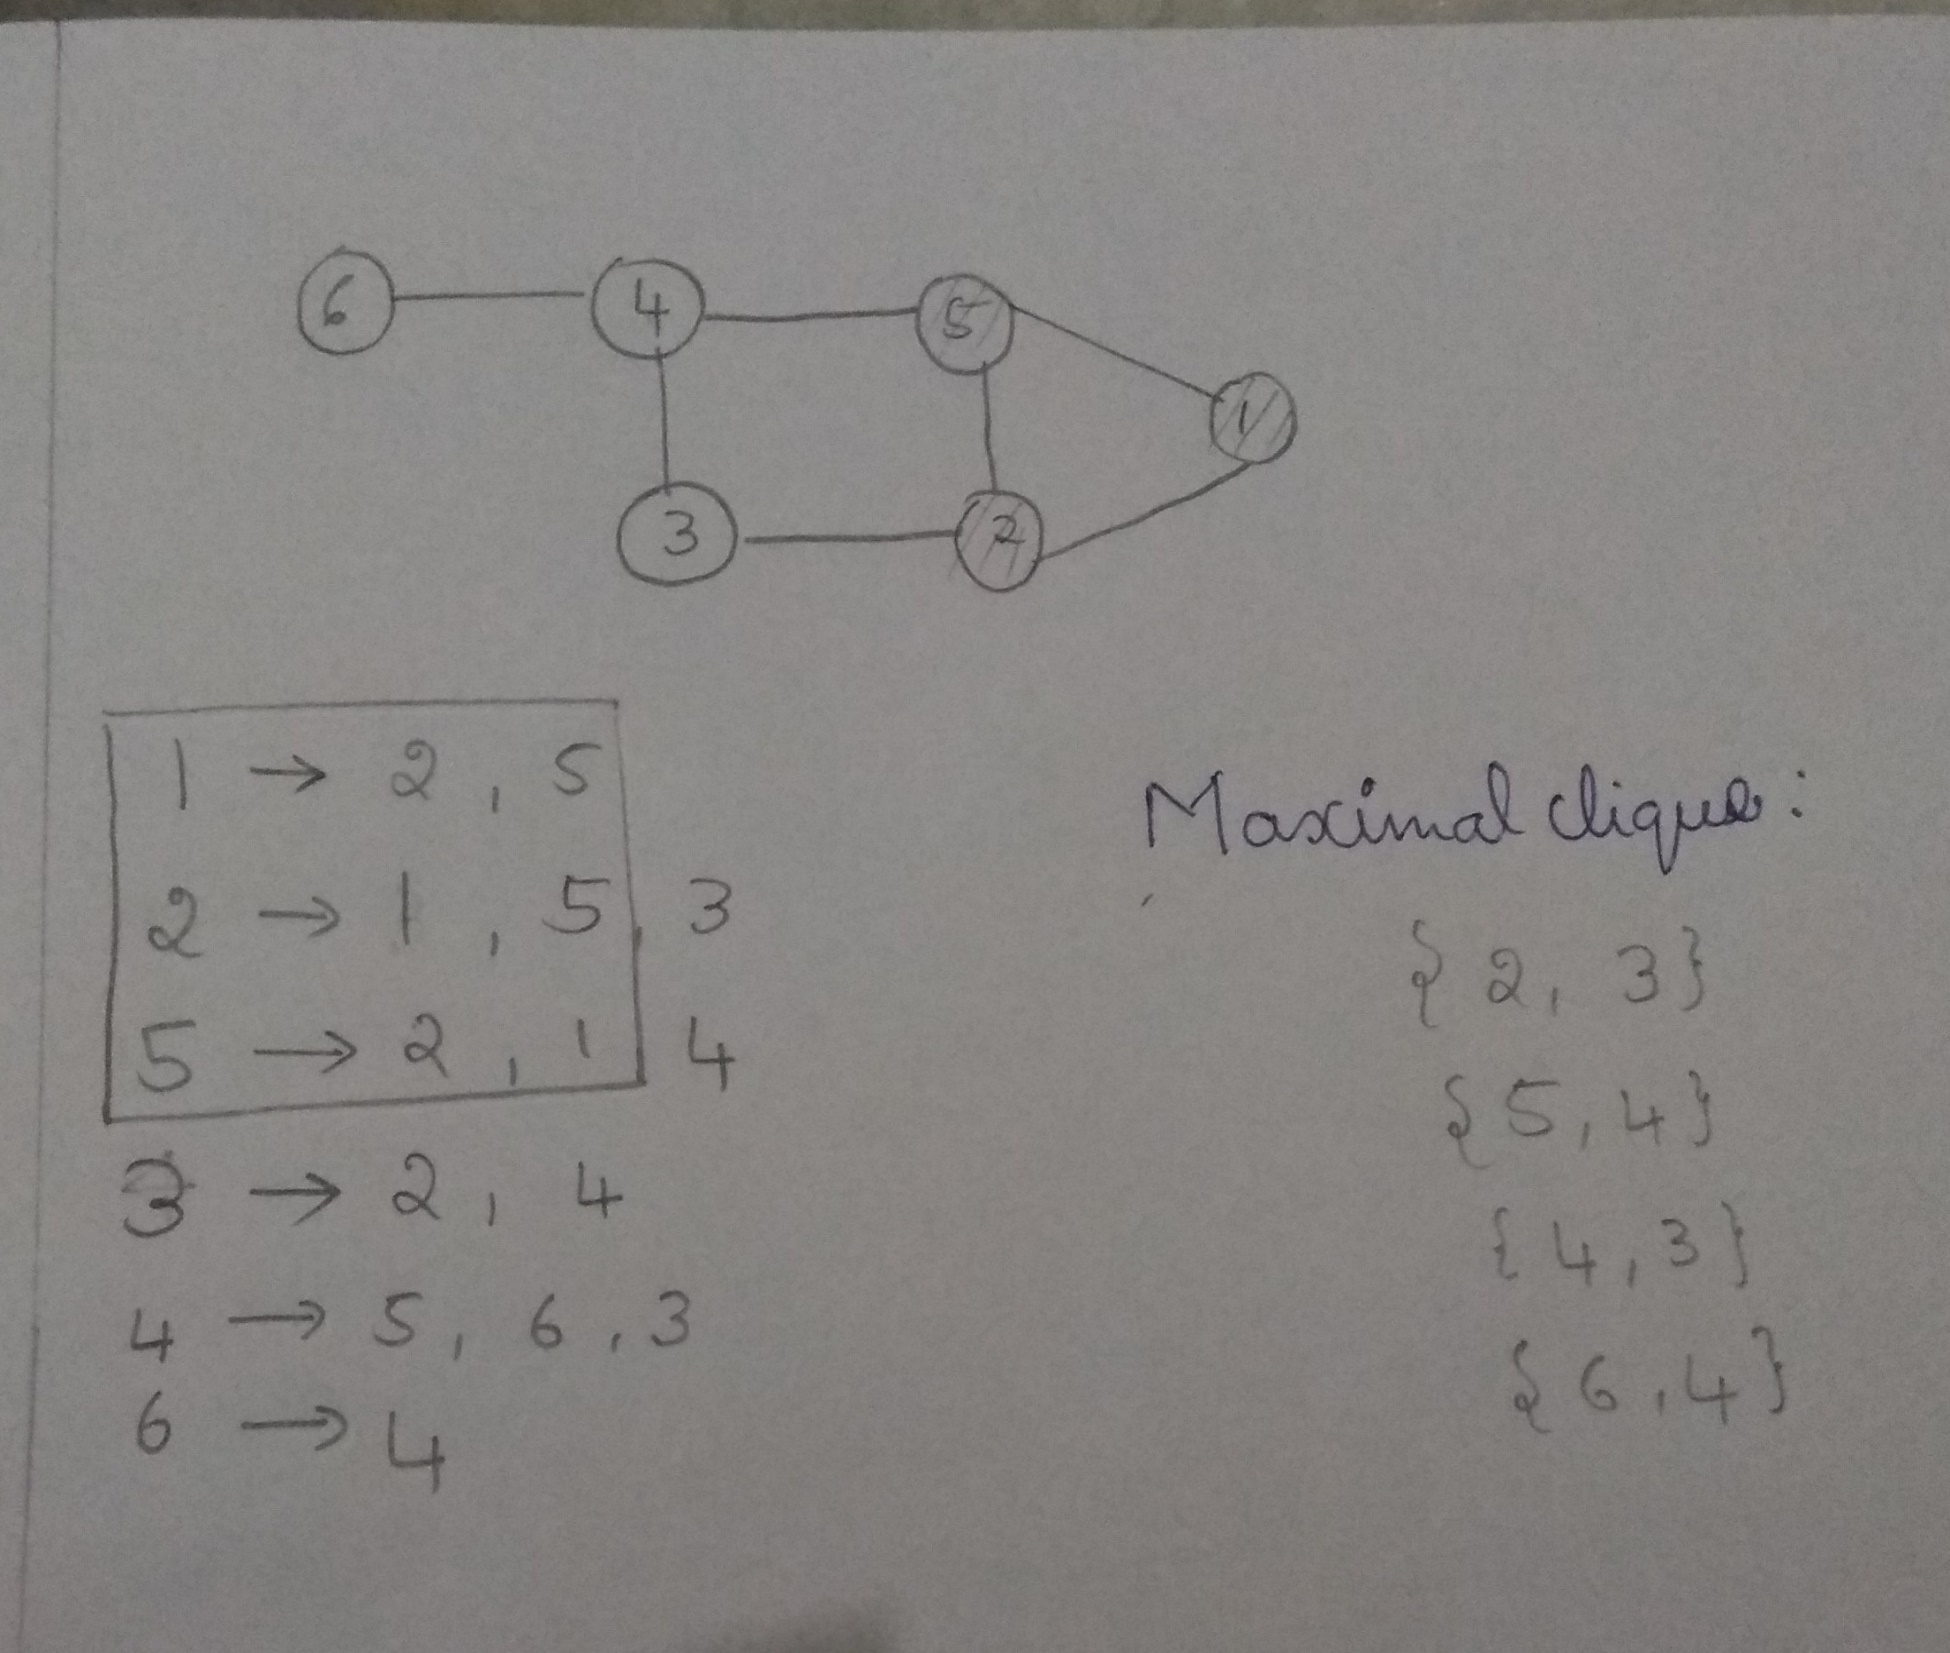 6 4 5
1
3 2
1 → 2, 5
2 → 1, 5, 3
5 → 2, 1 4
3 → 2, 4
4 → 5, 6, 3
6 → 4
Maximal clique:
{2, 3}
{5, 4}
{4, 3}
{6, 4}